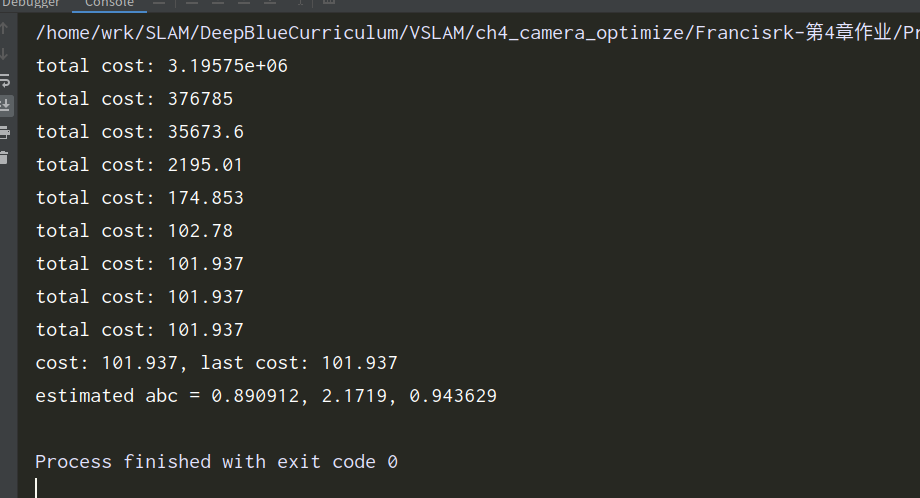 Debugger Console
/home/wrk/SLAM/DeepBlueCurriculum/VSLAM/ch4_camera_optimize/Francisrk-第4章作业/Pr
total cost: 3.19575e+06
total cost: 376785
total cost: 35673.6
total cost: 2195.01
total cost: 174.853
total cost: 102.78
total cost: 101.937
total cost: 101.937
total cost: 101.937
cost: 101.937, last cost: 101.937
estimated abc = 0.890912, 2.1719, 0.943629
Process finished with exit code 0